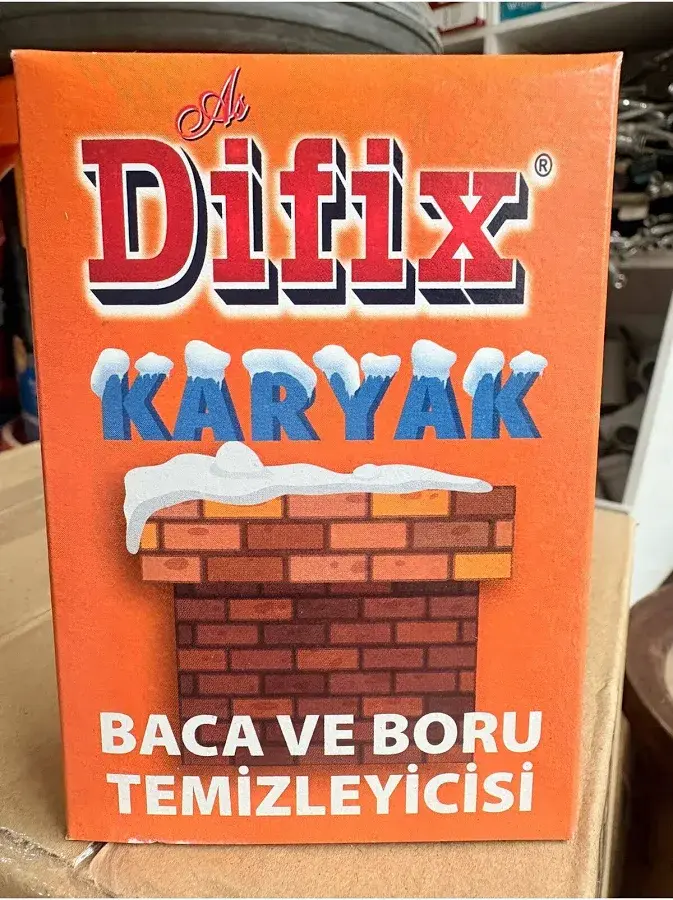 As
Difix®
KARYAK
BACA VE BORU
TEMİZLEYİCİSİ